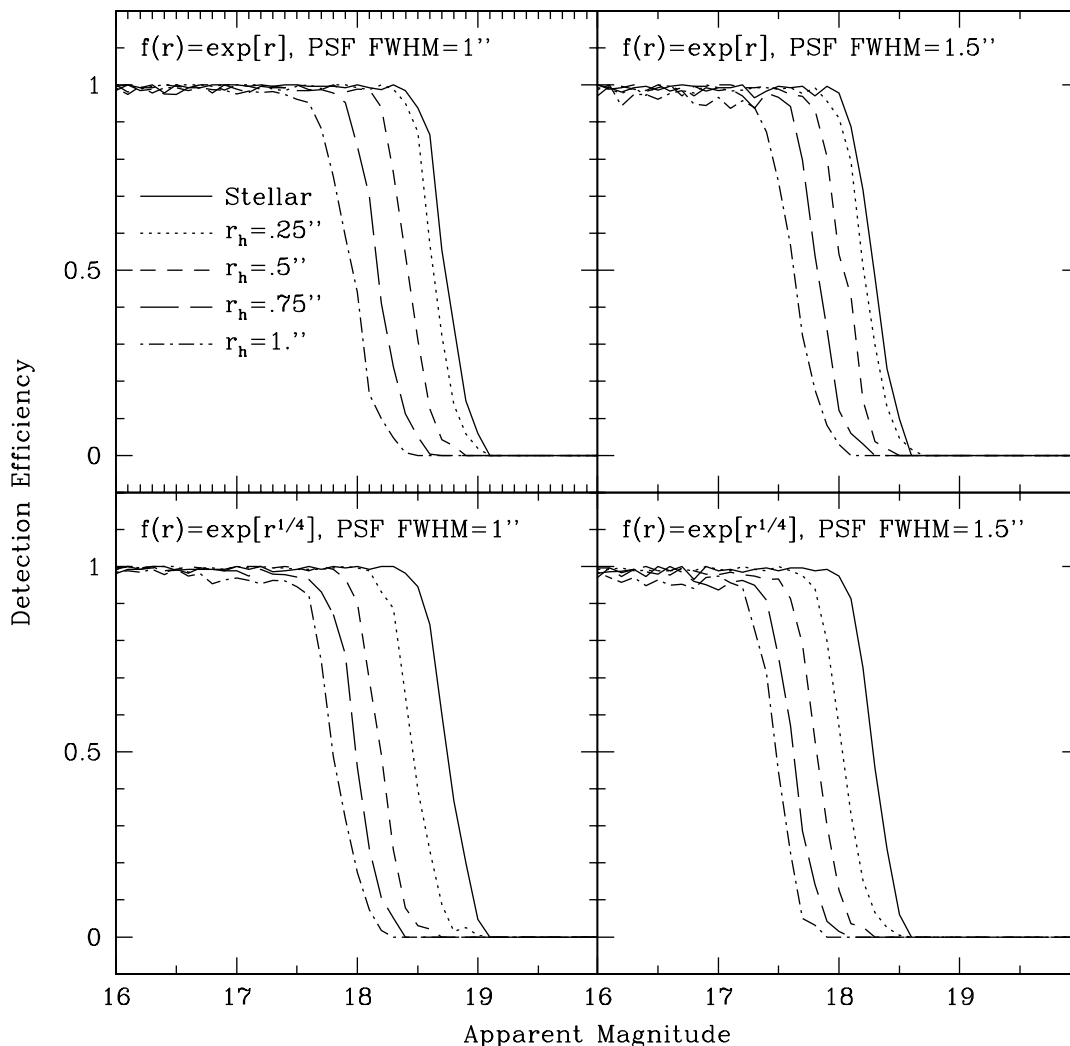 f(r)=exp[r], PSF FWHM=1''
f(r)=exp[r], PSF FWHM=1.5''
1
Stellar
r_h=.25''
r_h=.5''
r_h=.75''
r_h=1.''
0.5
0
Detection Efficiency
f(r)=exp[r^{1/4}], PSF FWHM=1''
f(r)=exp[r^{1/4}], PSF FWHM=1.5''
1
0.5
0
16 17 18 19 16 17 18 19
Apparent Magnitude